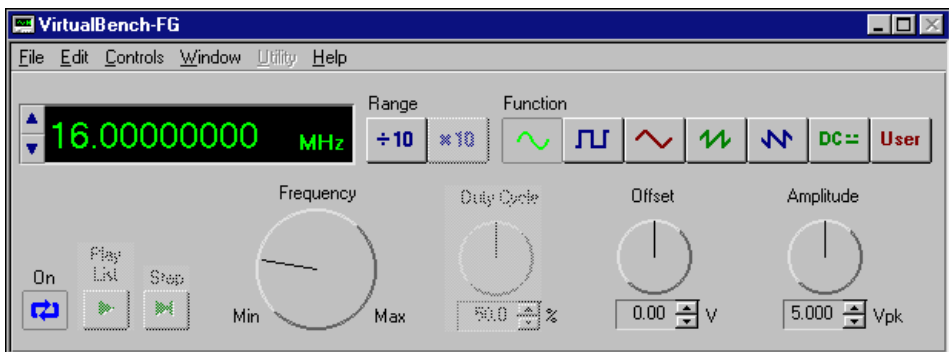 VirtualBench-FG
File Edit Controls Window Utility Help
Range Function
16.00000000 MHz ÷10 ×10 DC User
Frequency Duty Cycle Offset Amplitude
Play
On List Step
Min Max 50.0 % 0.00 V 5.000 Vpk